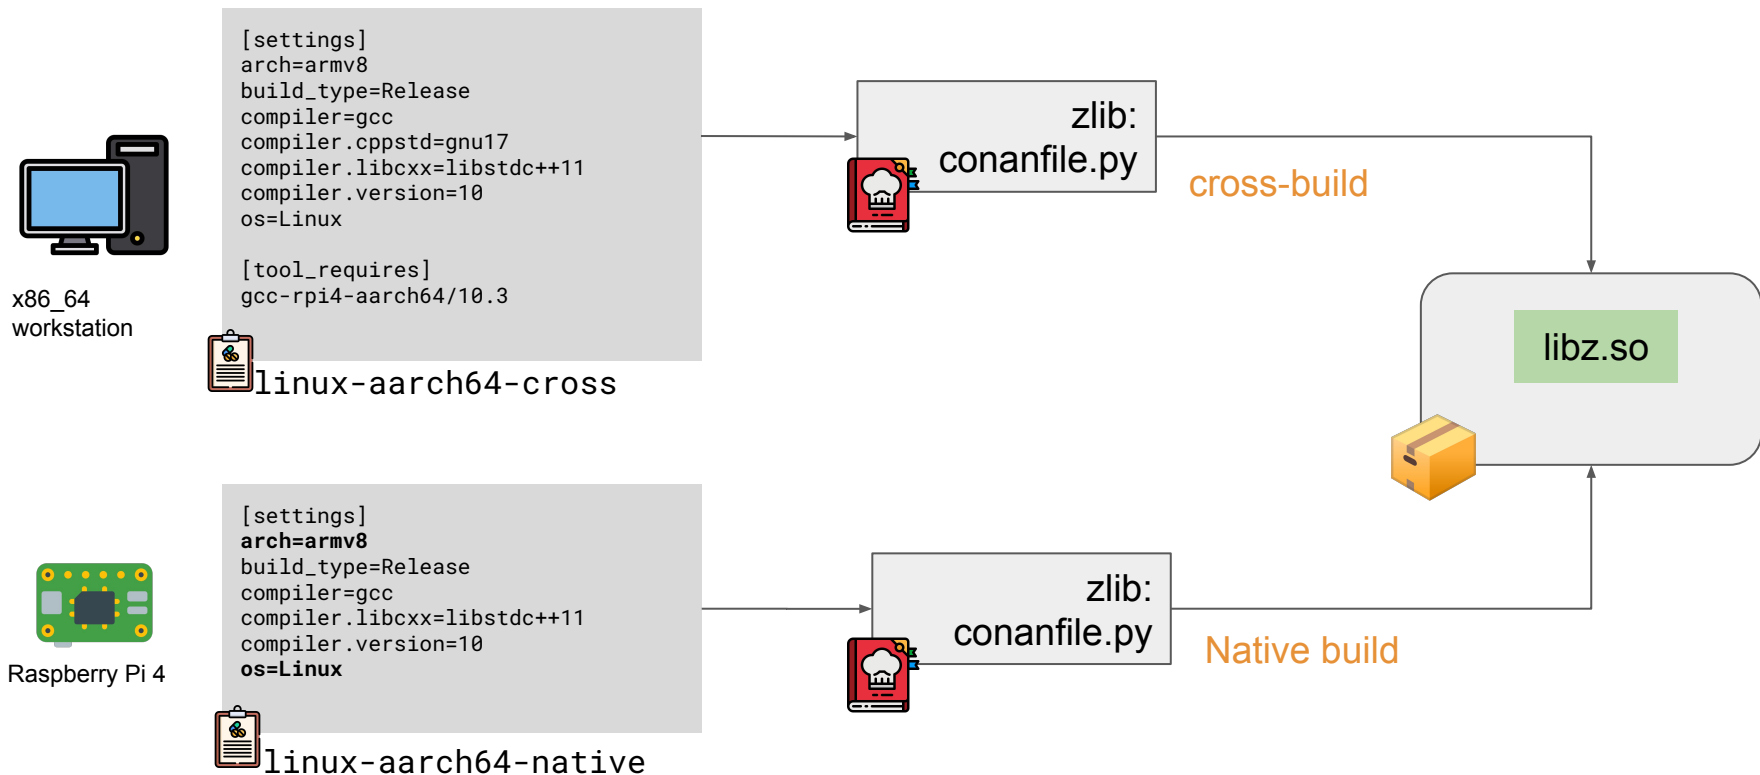 [settings]
arch=armv8
build_type=Release
compiler=gcc
compiler.cppstd=gnu17
compiler.libcxx=libstdc++11
compiler.version=10
os=Linux
[tool_requires]
gcc-rpi4-aarch64/10.3
linux-aarch64-cross
x86_64
workstation
zlib:
conanfile.py
cross-build
libz.so
[settings]
arch=armv8
build_type=Release
compiler=gcc
compiler.libcxx=libstdc++11
compiler.version=10
os=Linux
linux-aarch64-native
Raspberry Pi 4
zlib:
conanfile.py
Native build